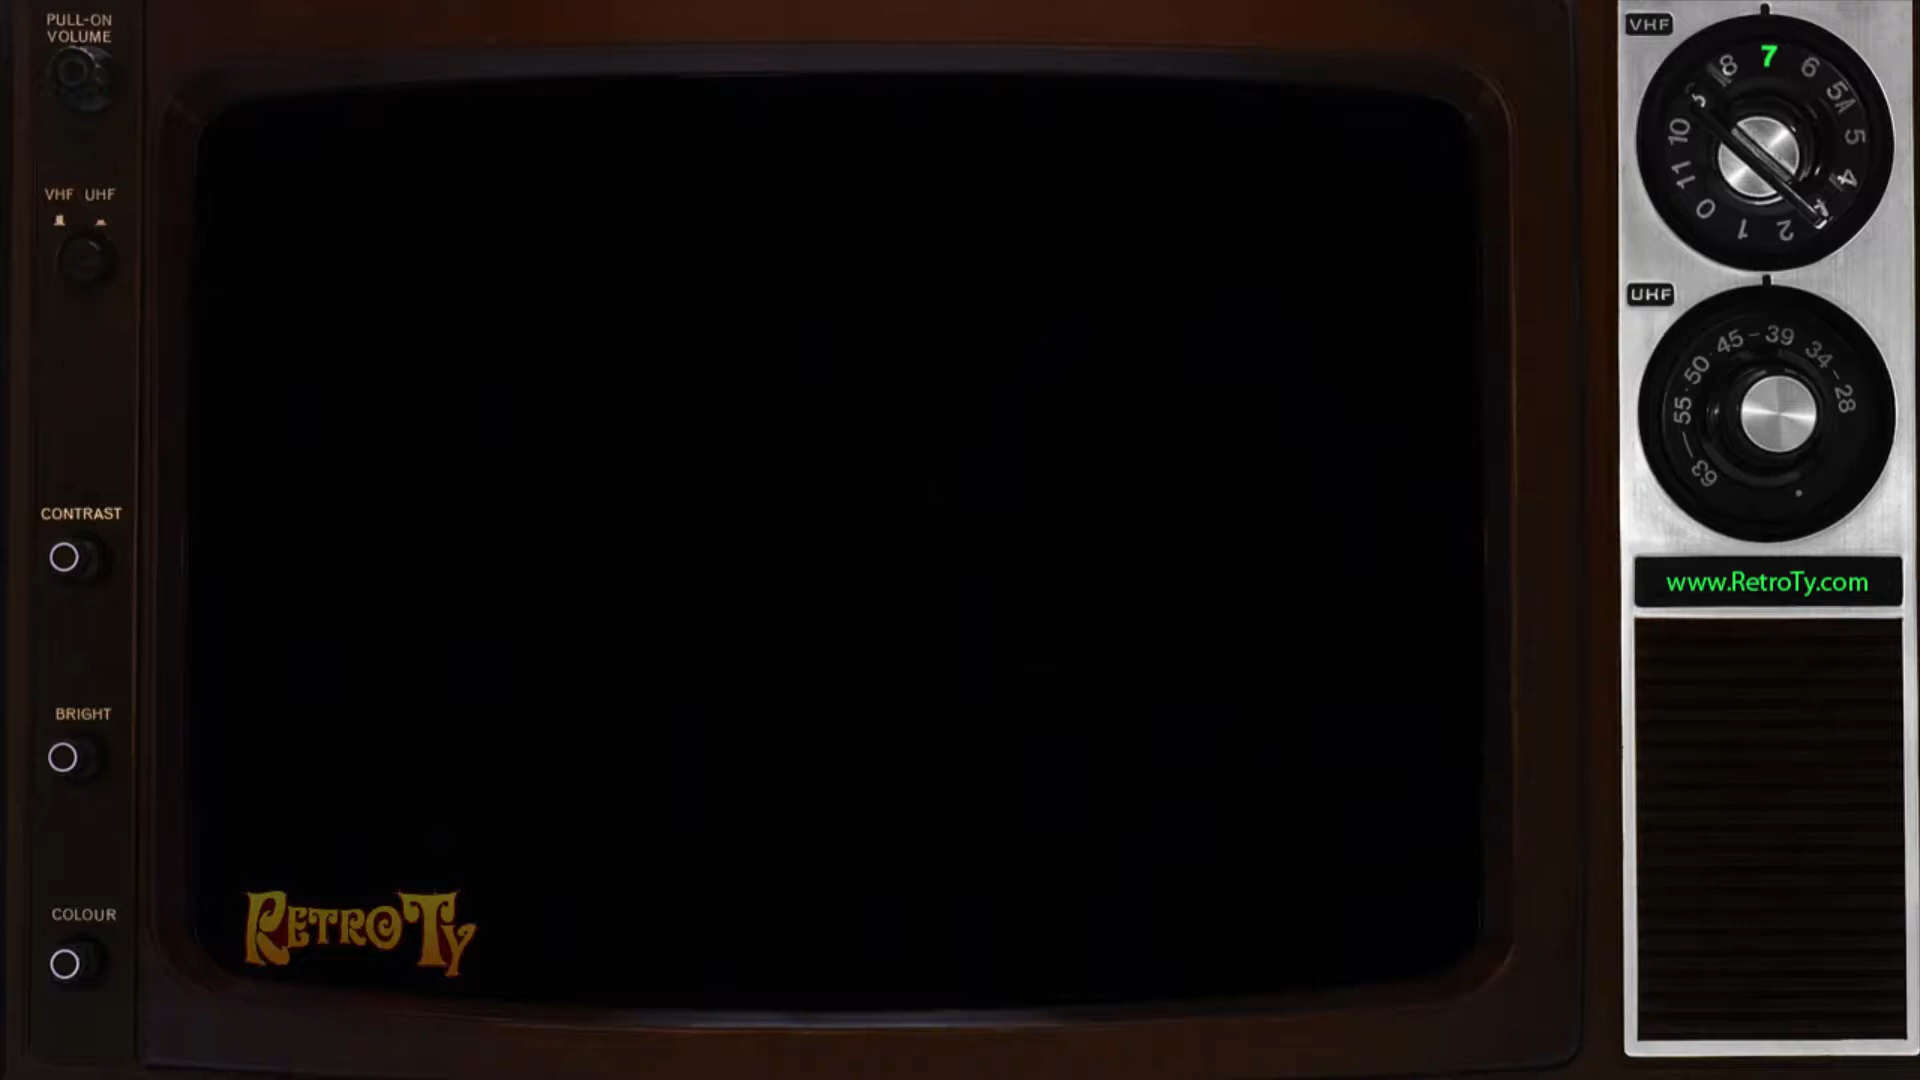 PULL-ON
VOLUME
VHF UHF
CONTRAST
BRIGHT
COLOUR
RETROTY
VHF
7
6
5A
5
4
2
1
0
11
10
8
UHF
63
55
50
45
39
34
28
www.RetroTy.com